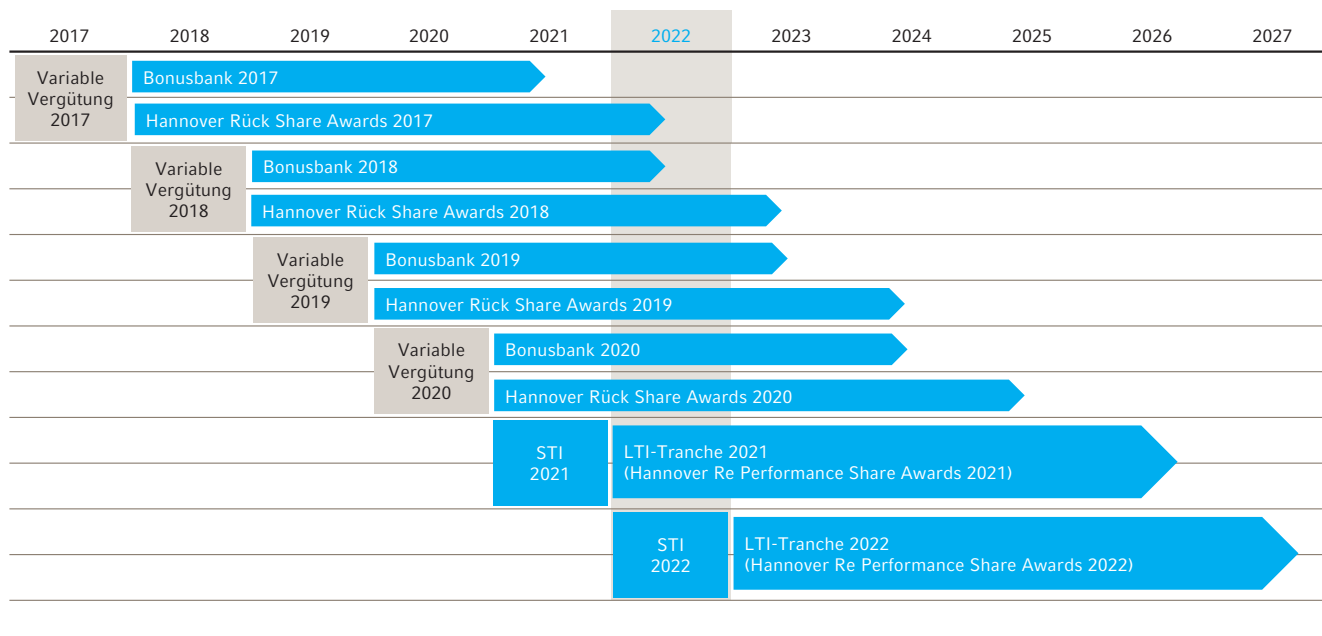 2017 2018 2019 2020 2021 2022 2023 2024 2025 2026 2027
Variable
Vergütung
2017
Bonusbank 2017
Hannover Rück Share Awards 2017
Variable
Vergütung
2018
Bonusbank 2018
Hannover Rück Share Awards 2018
Variable
Vergütung
2019
Bonusbank 2019
Hannover Rück Share Awards 2019
Variable
Vergütung
2020
Bonusbank 2020
Hannover Rück Share Awards 2020
STI
2021
LTI-Tranche 2021
(Hannover Re Performance Share Awards 2021)
STI
2022
LTI-Tranche 2022
(Hannover Re Performance Share Awards 2022)